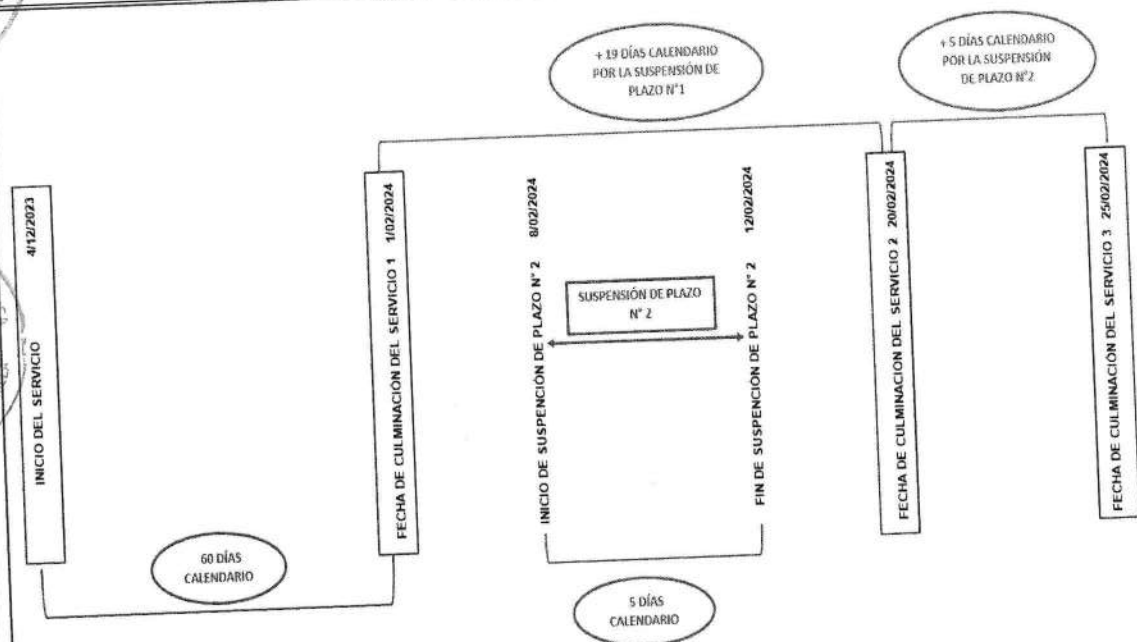 + 19 DÍAS CALENDARIO
POR LA SUSPENSIÓN DE
PLAZO N°1
+ 5 DÍAS CALENDARIO
POR LA SUSPENSIÓN
DE PLAZO N°2
INICIO DEL SERVICIO 4/12/2023
FECHA DE CULMINACIÓN DEL SERVICIO 1 1/02/2024
INICIO DE SUSPENCIÓN DE PLAZO N° 2 8/02/2024
SUSPENSIÓN DE PLAZO
N° 2
FIN DE SUSPENCIÓN DE PLAZO N° 2 12/02/2024
FECHA DE CULMINACION DEL SERVICIO 2 20/02/2024
FECHA DE CULMINACIÓN DEL SERVICIO 3 25/02/2024
60 DÍAS
CALENDARIO
5 DÍAS
CALENDARIO